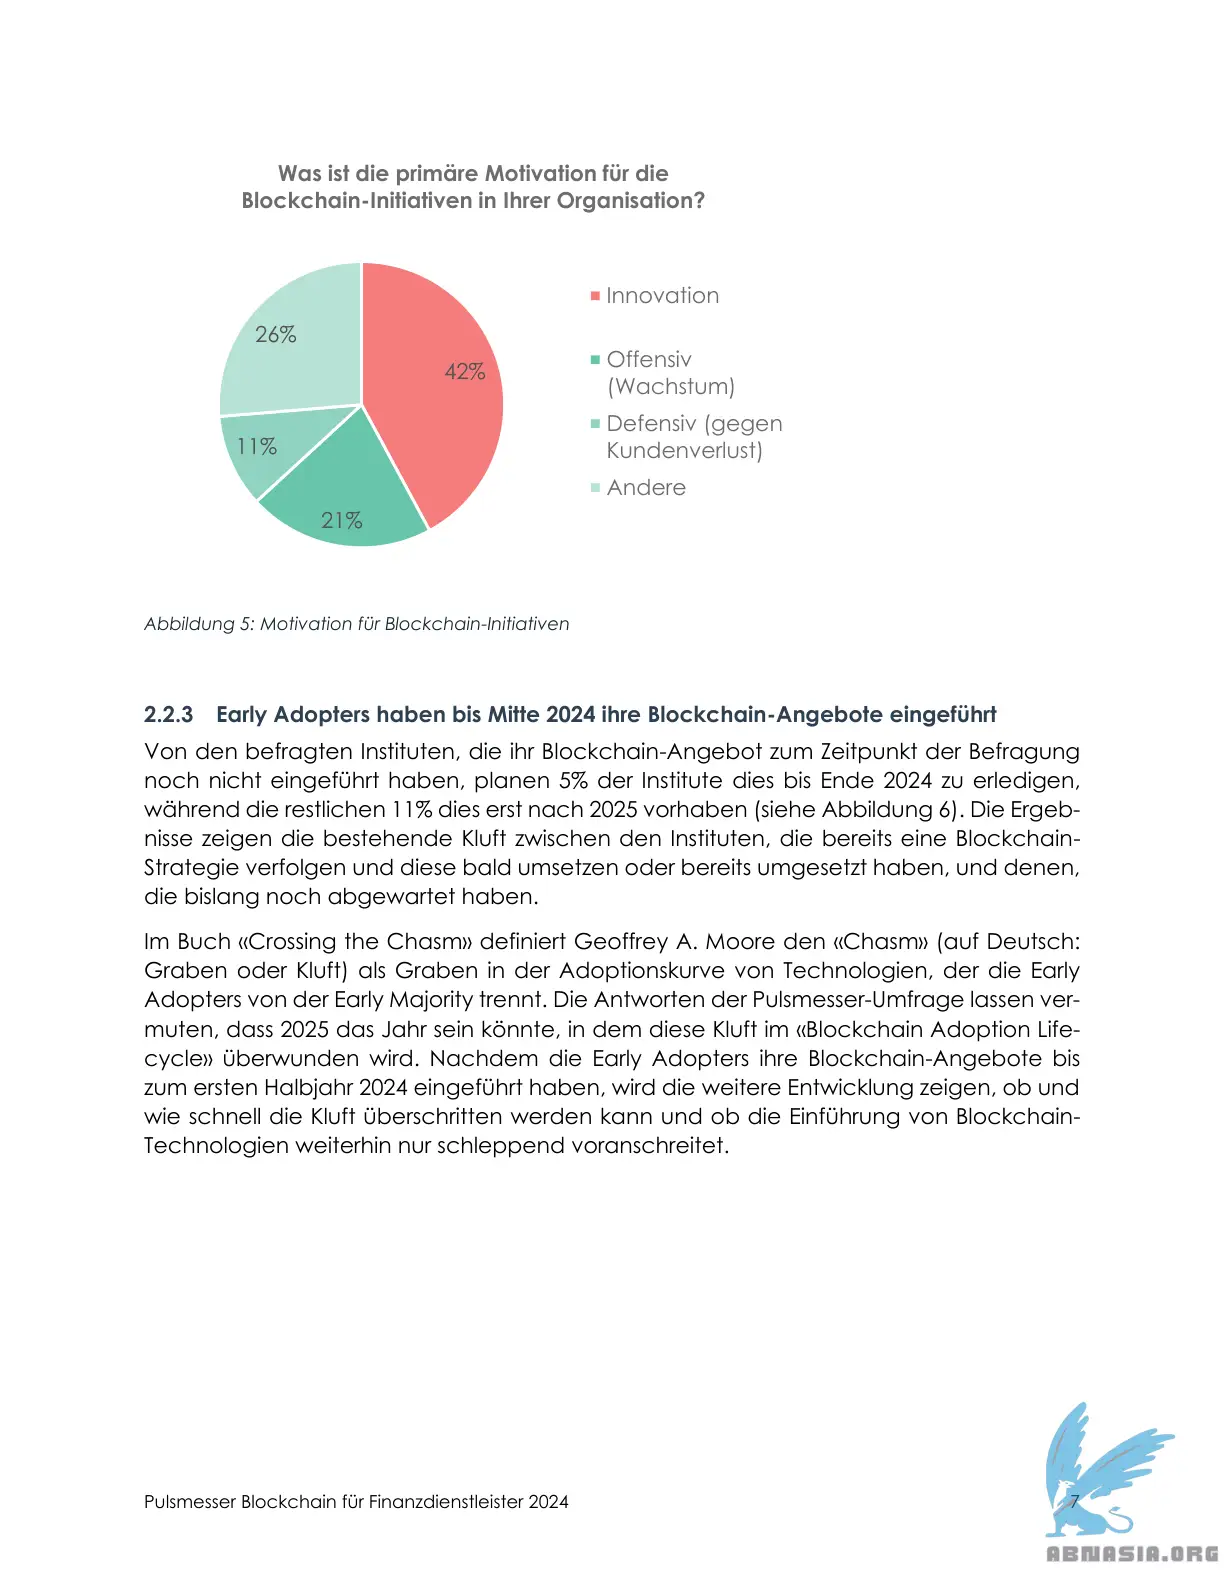 Was ist die primäre Motivation für die
Blockchain-Initiativen in Ihrer Organisation?
26%
42%
11%
21%
Innovation
Offensiv
(Wachstum)
Defensiv (gegen
Kundenverlust)
Andere
Abbildung 5: Motivation für Blockchain-Initiativen
2.2.3 Early Adopters haben bis Mitte 2024 ihre Blockchain-Angebote eingeführt
Von den befragten Instituten, die ihr Blockchain-Angebot zum Zeitpunkt der Befragung
noch nicht eingeführt haben, planen 5% der Institute dies bis Ende 2024 zu erledigen,
während die restlichen 11% dies erst nach 2025 vorhaben (siehe Abbildung 6). Die Ergeb-
nisse zeigen die bestehende Kluft zwischen den Instituten, die bereits eine Blockchain-
Strategie verfolgen und diese bald umsetzen oder bereits umgesetzt haben, und denen,
die bislang noch abgewartet haben.
Im Buch «Crossing the Chasm» definiert Geoffrey A. Moore den «Chasm» (auf Deutsch:
Graben oder Kluft) als Graben in der Adoptionskurve von Technologien, der die Early
Adopters von der Early Majority trennt. Die Antworten der Pulsmesser-Umfrage lassen ver-
muten, dass 2025 das Jahr sein könnte, in dem diese Kluft im «Blockchain Adoption Life-
cycle» überwunden wird. Nachdem die Early Adopters ihre Blockchain-Angebote bis
zum ersten Halbjahr 2024 eingeführt haben, wird die weitere Entwicklung zeigen, ob und
wie schnell die Kluft überschritten werden kann und ob die Einführung von Blockchain-
Technologien weiterhin nur schleppend voranschreitet.
Pulsmesser Blockchain für Finanzdienstleister 2024
7
ABNASIA.ORG